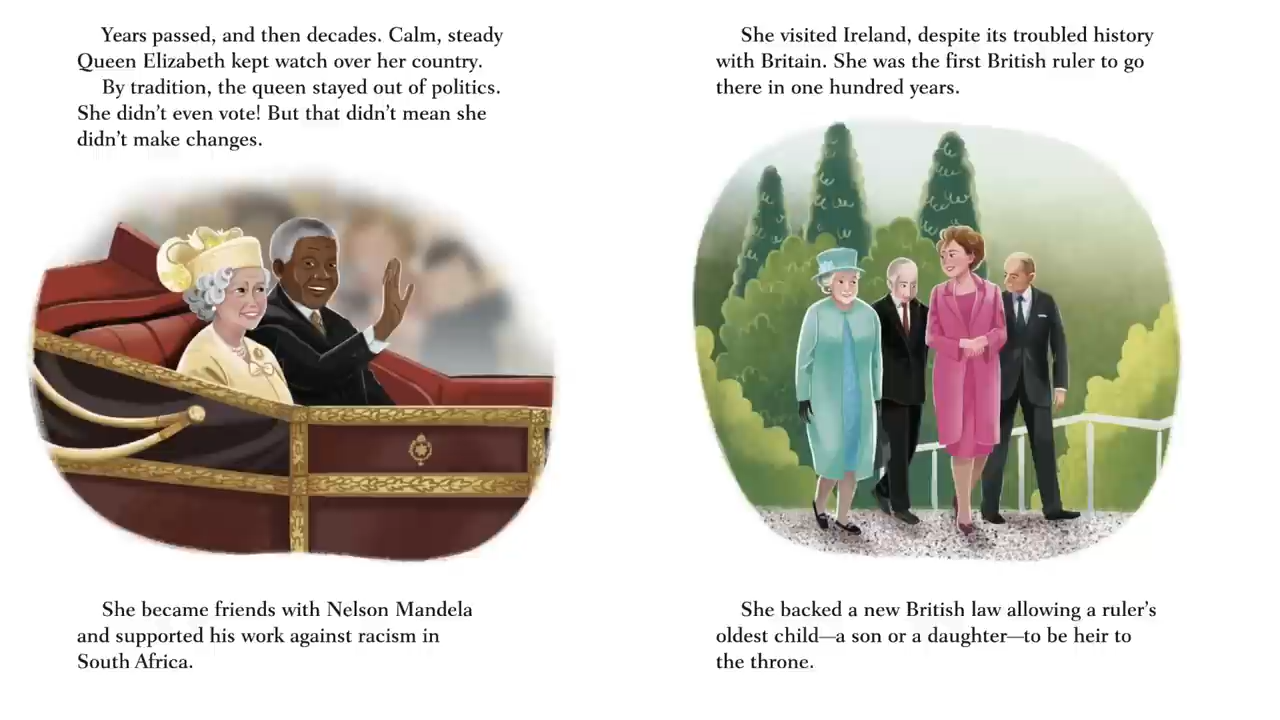 Years passed, and then decades. Calm, steady
Queen Elizabeth kept watch over her country.
By tradition, the queen stayed out of politics.
She didn’t even vote! But that didn’t mean she
didn’t make changes.
She became friends with Nelson Mandela
and supported his work against racism in
South Africa.
She visited Ireland, despite its troubled history
with Britain. She was the first British ruler to go
there in one hundred years.
She backed a new British law allowing a ruler’s
oldest child—a son or a daughter—to be heir to
the throne.